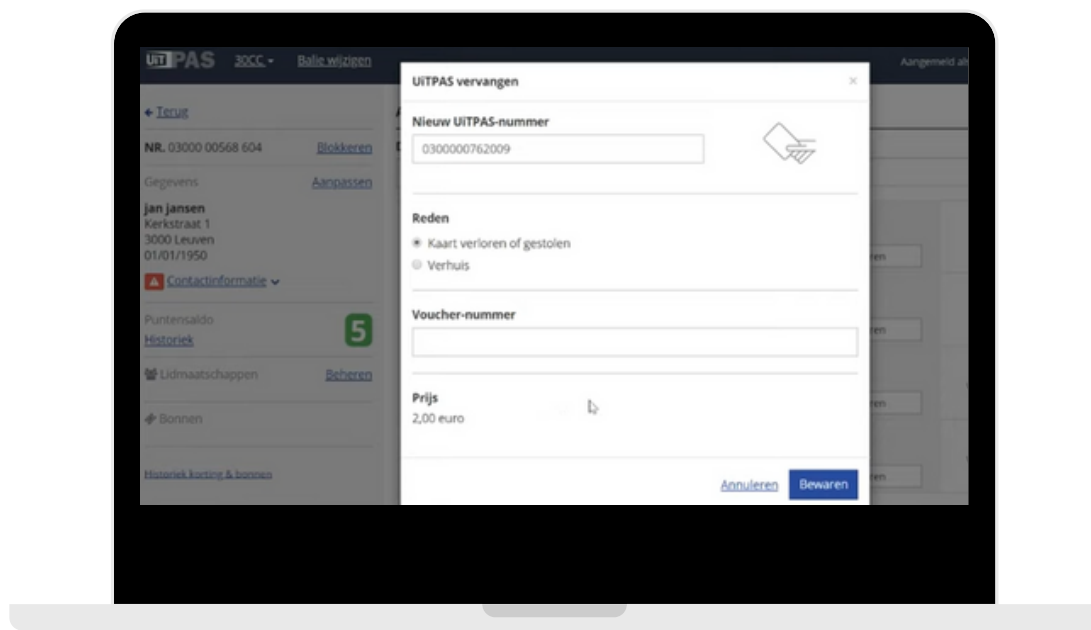 UiTPAS 30CC Balie wijzigen
Aangemeld als
Terug
NR. 03000 00568 604 Blokkeren
Gegevens Aanpassen
jan jansen
Kerkstraat 1
3000 Leuven
01/01/1950
Contactinformatie
Puntensaldo
Historiek
5
Lidmaatschappen Beheren
Bonnen
Historiek korting & bonnen
UiTPAS vervangen
×
Nieuw UiTPAS-nummer
0300000762009
Reden
Kaart verloren of gestolen
Verhuis
Voucher-nummer
Prijs
2,00 euro
Annuleren Bewaren